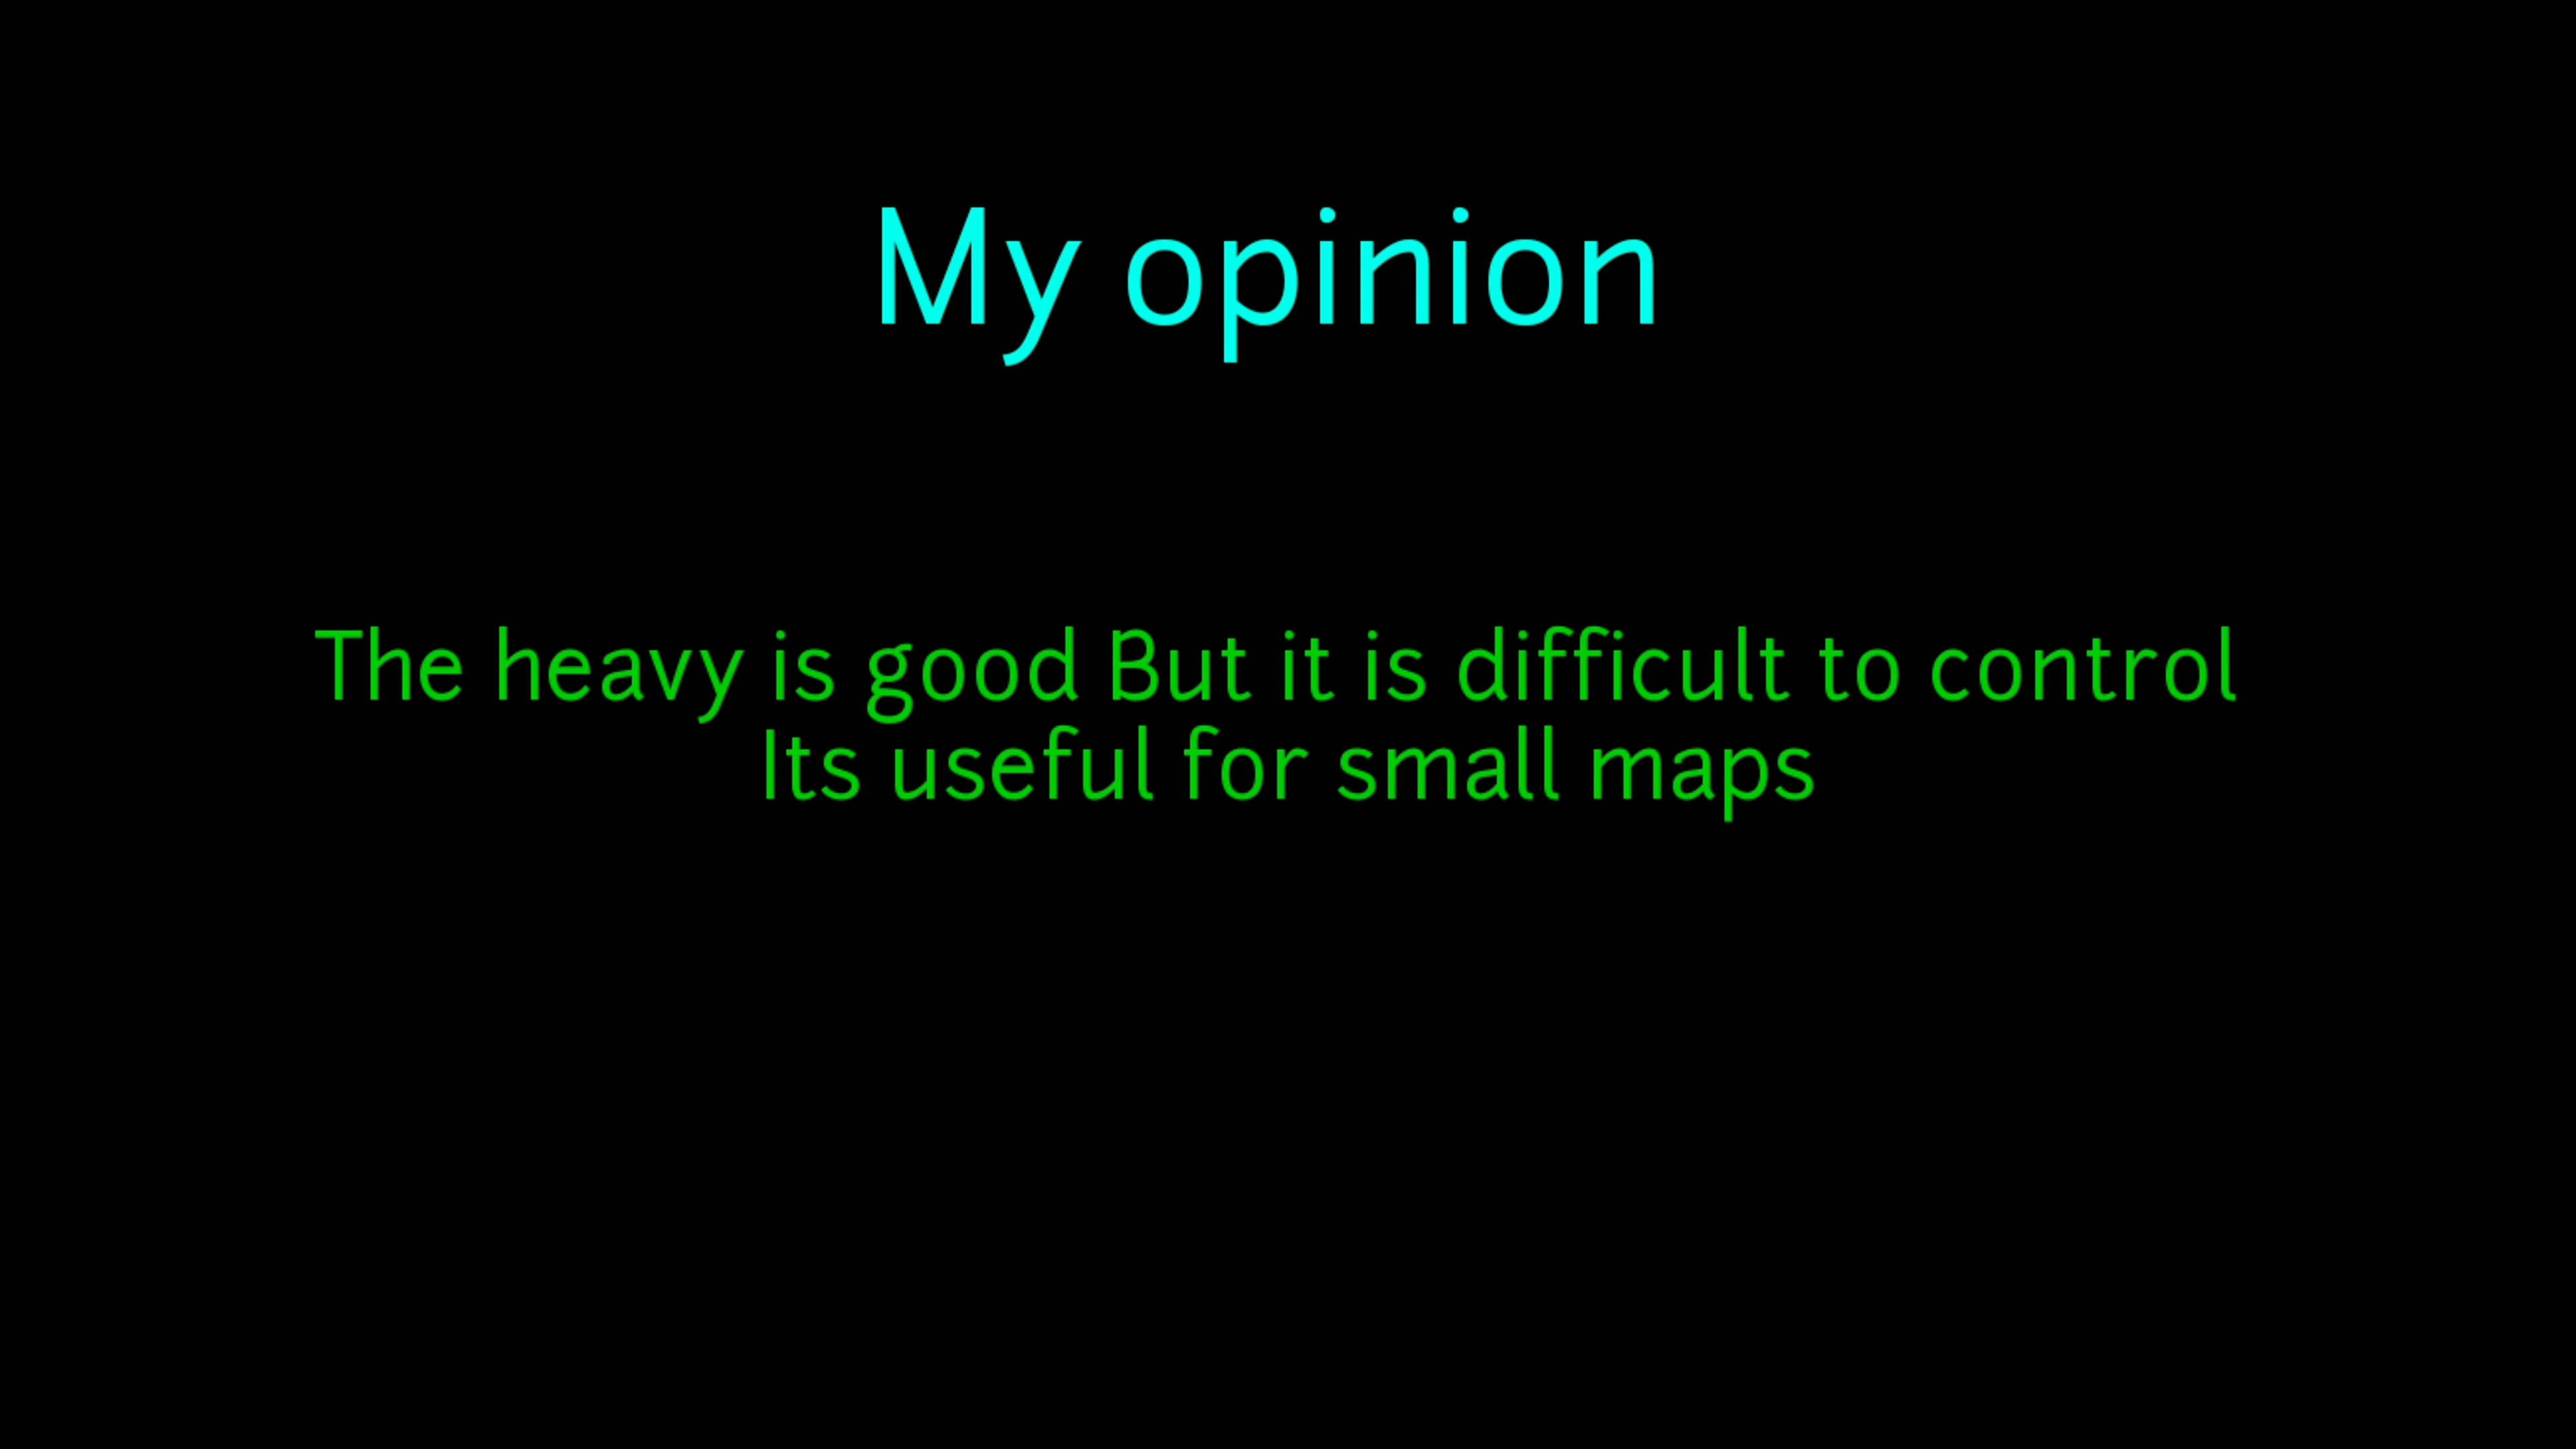 My opinion
The heavy is good But it is difficult to control
Its useful for small maps